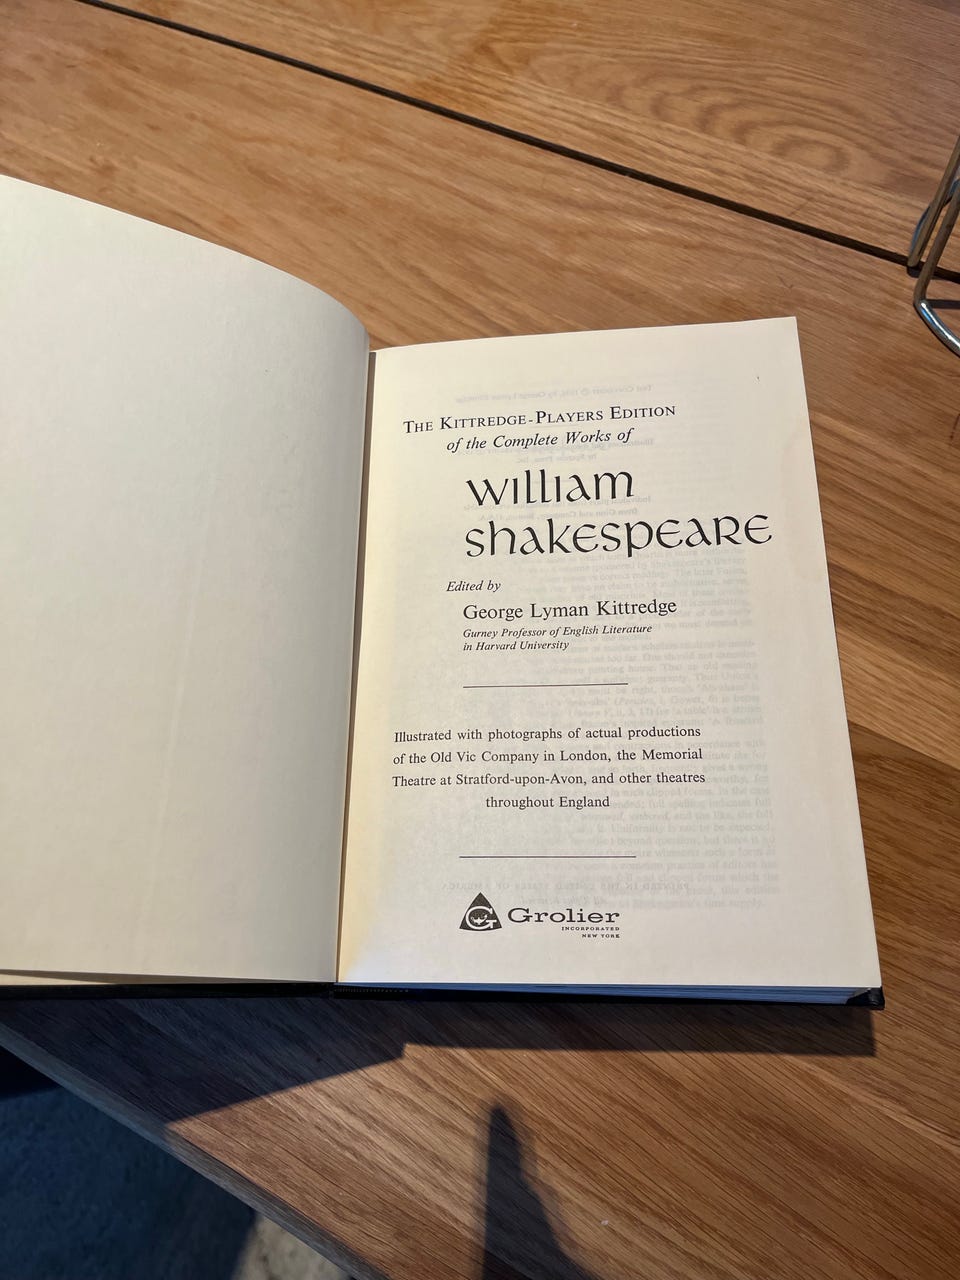 THE KITTREDGE-PLAYERS EDITION
of the Complete Works of
william
shakespeare
Edited by
George Lyman Kittredge
Gurney Professor of English Literature
in Harvard University
Illustrated with photographs of actual productions
of the Old Vic Company in London, the Memorial
Theatre at Stratford-upon-Avon, and other theatres
throughout England
G Grolier
INCORPORATED
NEW YORK